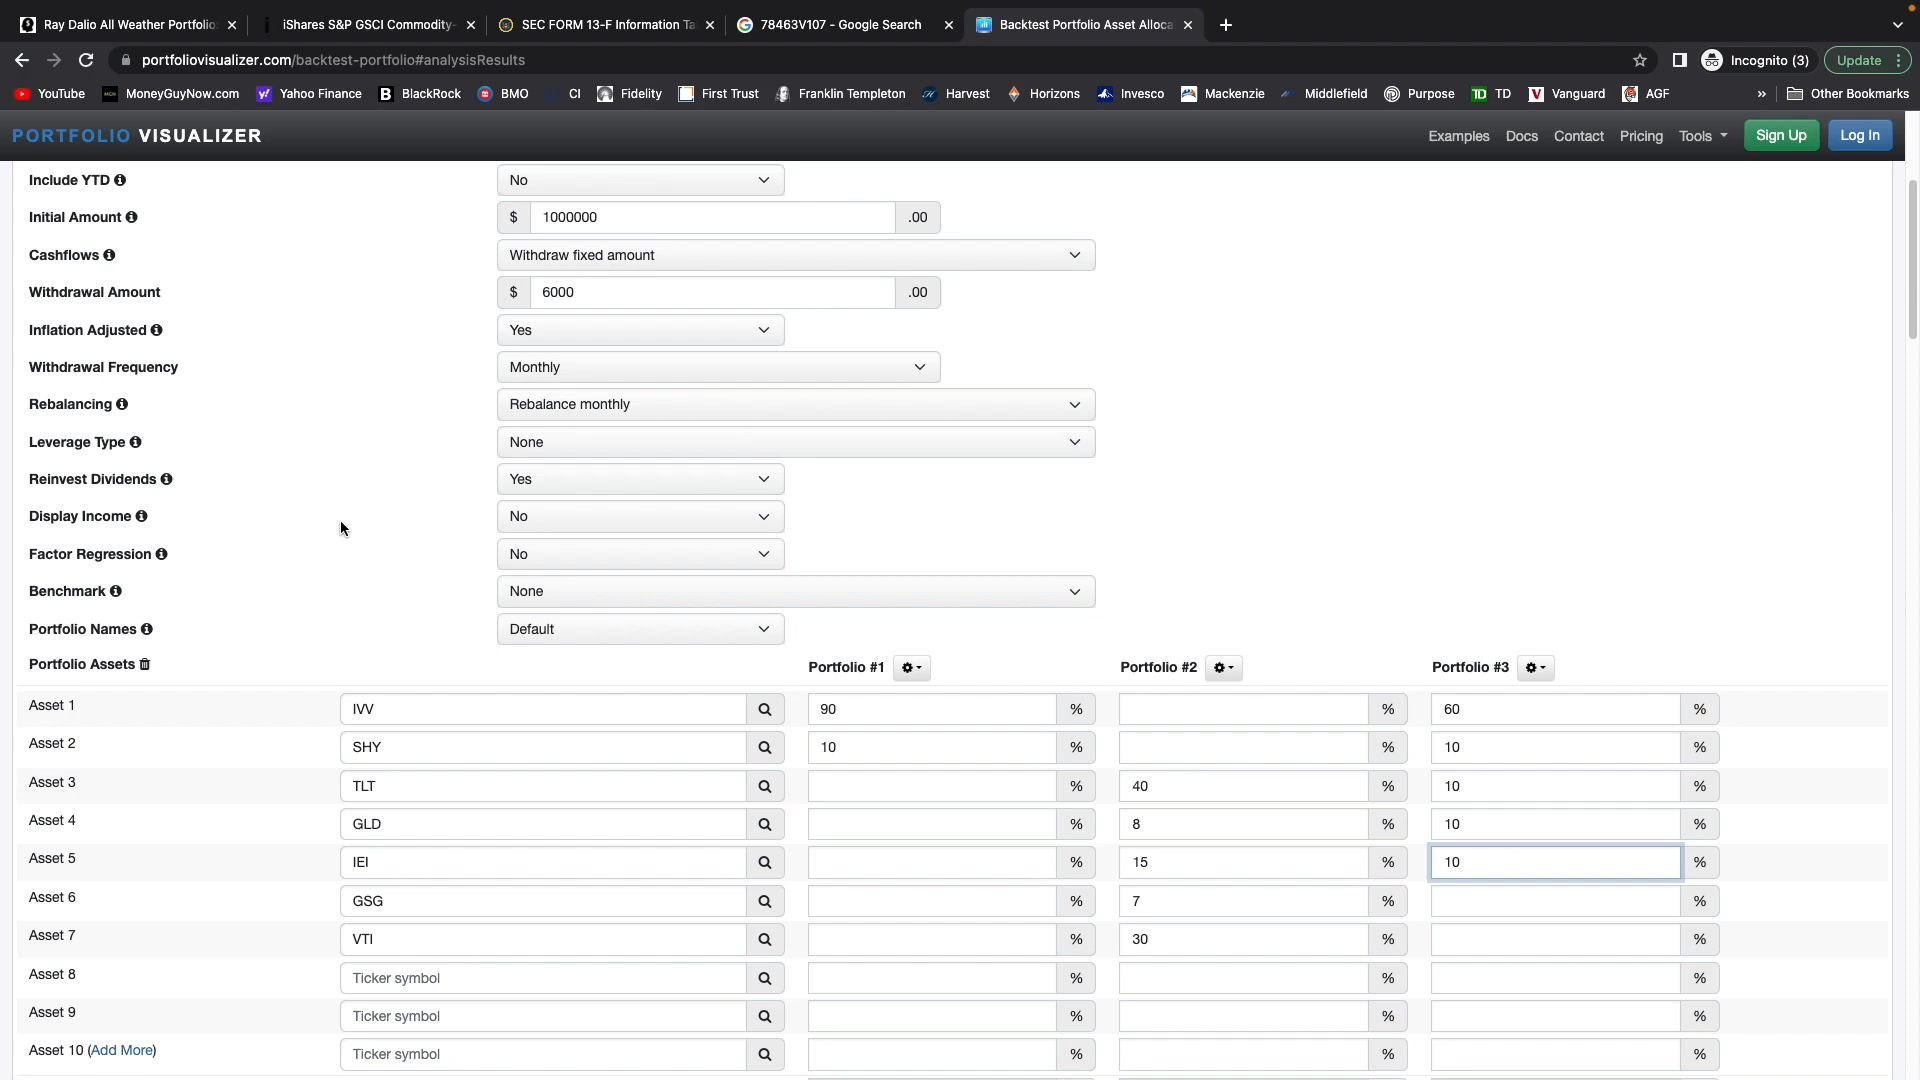 Ray Dalio All Weather Portfolio
iShares S&P GSCI Commodity-
SEC FORM 13-F Information Ta
78463V107 - Google Search
Backtest Portfolio Asset Alloca
portfoliovisualizer.com/backtest-portfolio#analysisResults
Incognito (3)
Update
YouTube
MoneyGuyNow.com
Yahoo Finance
BlackRock
BMO
CI
Fidelity
First Trust
Franklin Templeton
Harvest
Horizons
Invesco
Mackenzie
Middlefield
Purpose
TD
Vanguard
AGF
»
Other Bookmarks
PORTFOLIO VISUALIZER
Examples
Docs
Contact
Pricing
Tools
Sign Up
Log In
Include YTD
No
Initial Amount
$ 1000000 .00
Cashflows
Withdraw fixed amount
Withdrawal Amount
$ 6000 .00
Inflation Adjusted
Yes
Withdrawal Frequency
Monthly
Rebalancing
Rebalance monthly
Leverage Type
None
Reinvest Dividends
Yes
Display Income
No
Factor Regression
No
Benchmark
None
Portfolio Names
Default
Portfolio Assets
Portfolio #1
Portfolio #2
Portfolio #3
Asset 1 IVV 90 % % 60 %
Asset 2 SHY 10 % % 10 %
Asset 3 TLT % 40 % 10 %
Asset 4 GLD % 8 % 10 %
Asset 5 IEI % 15 % 10 %
Asset 6 GSG % 7 % %
Asset 7 VTI % 30 % %
Asset 8 Ticker symbol % % %
Asset 9 Ticker symbol % % %
Asset 10 (Add More) Ticker symbol % % %